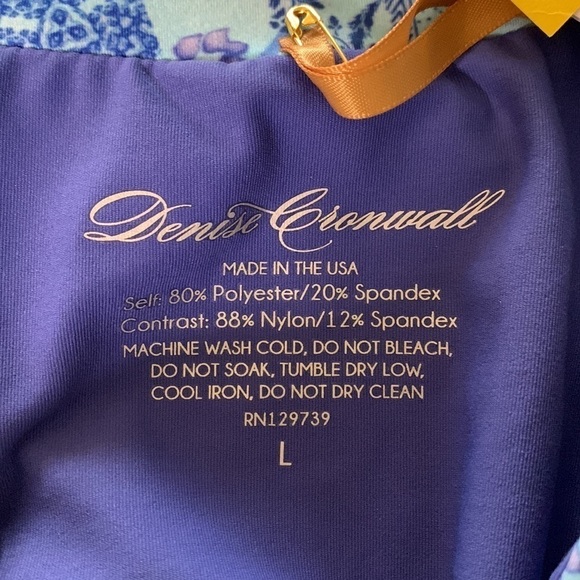 Denise Cronwall
MADE IN THE USA
Self: 80% Polyester/20% Spandex
Contrast: 88% Nylon/12% Spandex
MACHINE WASH COLD, DO NOT BLEACH,
DO NOT SOAK, TUMBLE DRY LOW,
COOL IRON, DO NOT DRY CLEAN
RN129739
L